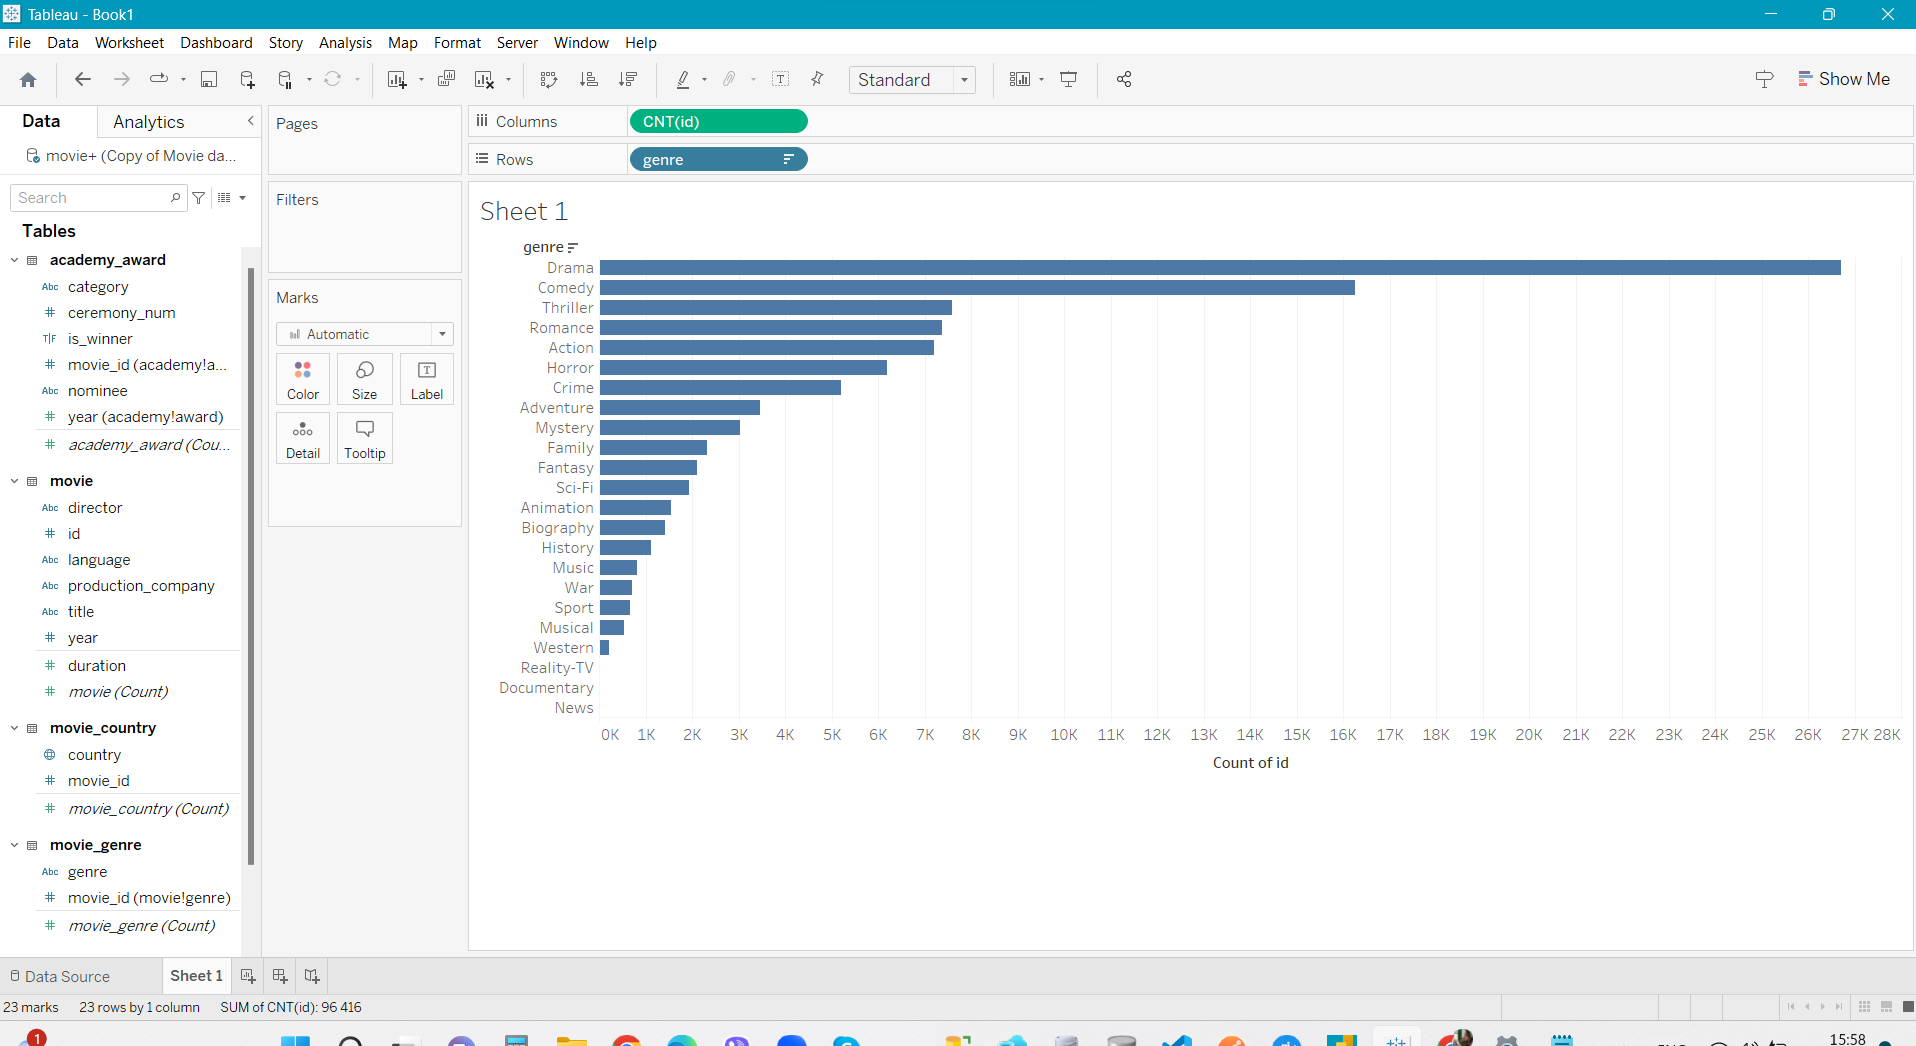 Tableau - Book1
File Data Worksheet Dashboard Story Analysis Map Format Server Window Help
Standard
Show Me
Data Analytics
movie+ (Copy of Movie da...
Search
Tables
academy_award
Abc category
# ceremony_num
T|F is_winner
# movie_id (academy!a...
Abc nominee
# year (academy!award)
# academy_award (Cou...
movie
Abc director
# id
Abc language
Abc production_company
Abc title
# year
# duration
# movie (Count)
movie_country
country
# movie_id
# movie_country (Count)
movie_genre
Abc genre
# movie_id (movie!genre)
# movie_genre (Count)
Pages
Filters
Marks
Automatic
Color Size Label
Detail Tooltip
Columns CNT(id)
Rows genre
Sheet 1
genre
Drama
Comedy
Thriller
Romance
Action
Horror
Crime
Adventure
Mystery
Family
Fantasy
Sci-Fi
Animation
Biography
History
Music
War
Sport
Musical
Western
Reality-TV
Documentary
News
0K 1K 2K 3K 4K 5K 6K 7K 8K 9K 10K 11K 12K 13K 14K 15K 16K 17K 18K 19K 20K 21K 22K 23K 24K 25K 26K 27K 28K
Count of id
Data Source Sheet 1
23 marks 23 rows by 1 column SUM of CNT(id): 96 416
1
15:58